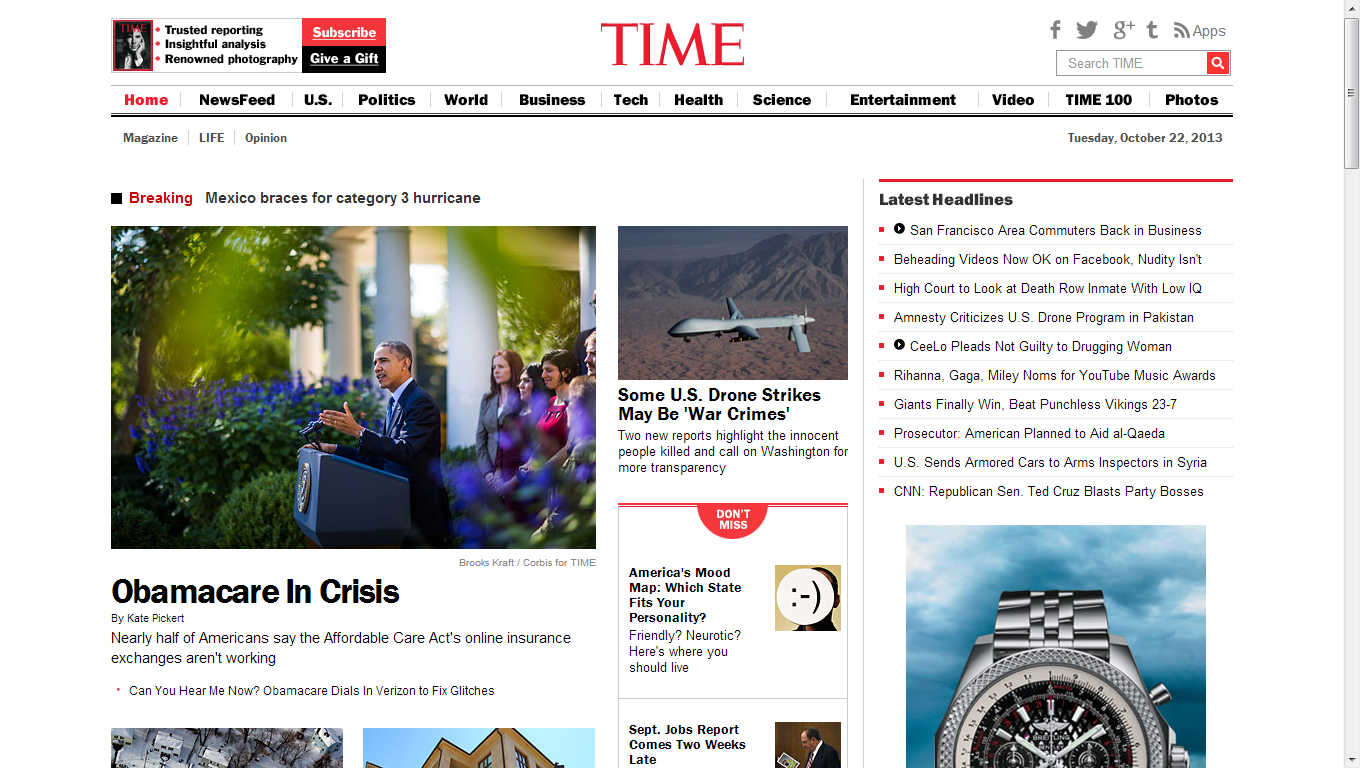 TIME
• Trusted reporting
• Insightful analysis
• Renowned photography
Subscribe
Give a Gift
TIME
Apps
Search TIME
Home
NewsFeed
U.S.
Politics
World
Business
Tech
Health
Science
Entertainment
Video
TIME 100
Photos
Magazine
LIFE
Opinion
Tuesday, October 22, 2013
Breaking Mexico braces for category 3 hurricane
Brooks Kraft / Corbis for TIME
Obamacare In Crisis
By Kate Pickert
Nearly half of Americans say the Affordable Care Act's online insurance
exchanges aren't working
• Can You Hear Me Now? Obamacare Dials In Verizon to Fix Glitches
Some U.S. Drone Strikes
May Be 'War Crimes'
Two new reports highlight the innocent
people killed and call on Washington for
more transparency
DON'T
MISS
America's Mood
Map: Which State
Fits Your
Personality?
Friendly? Neurotic?
Here's where you
should live
:-)
Sept. Jobs Report
Comes Two Weeks
Late
Latest Headlines
San Francisco Area Commuters Back in Business
Beheading Videos Now OK on Facebook, Nudity Isn't
High Court to Look at Death Row Inmate With Low IQ
Amnesty Criticizes U.S. Drone Program in Pakistan
CeeLo Pleads Not Guilty to Drugging Woman
Rihanna, Gaga, Miley Noms for YouTube Music Awards
Giants Finally Win, Beat Punchless Vikings 23-7
Prosecutor: American Planned to Aid al-Qaeda
U.S. Sends Armored Cars to Arms Inspectors in Syria
CNN: Republican Sen. Ted Cruz Blasts Party Bosses
BREITLING
BENTLEY